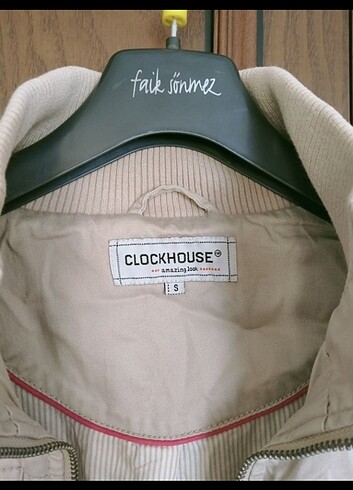 faik sönmez
CLOCKHOUSE
amazing look
S